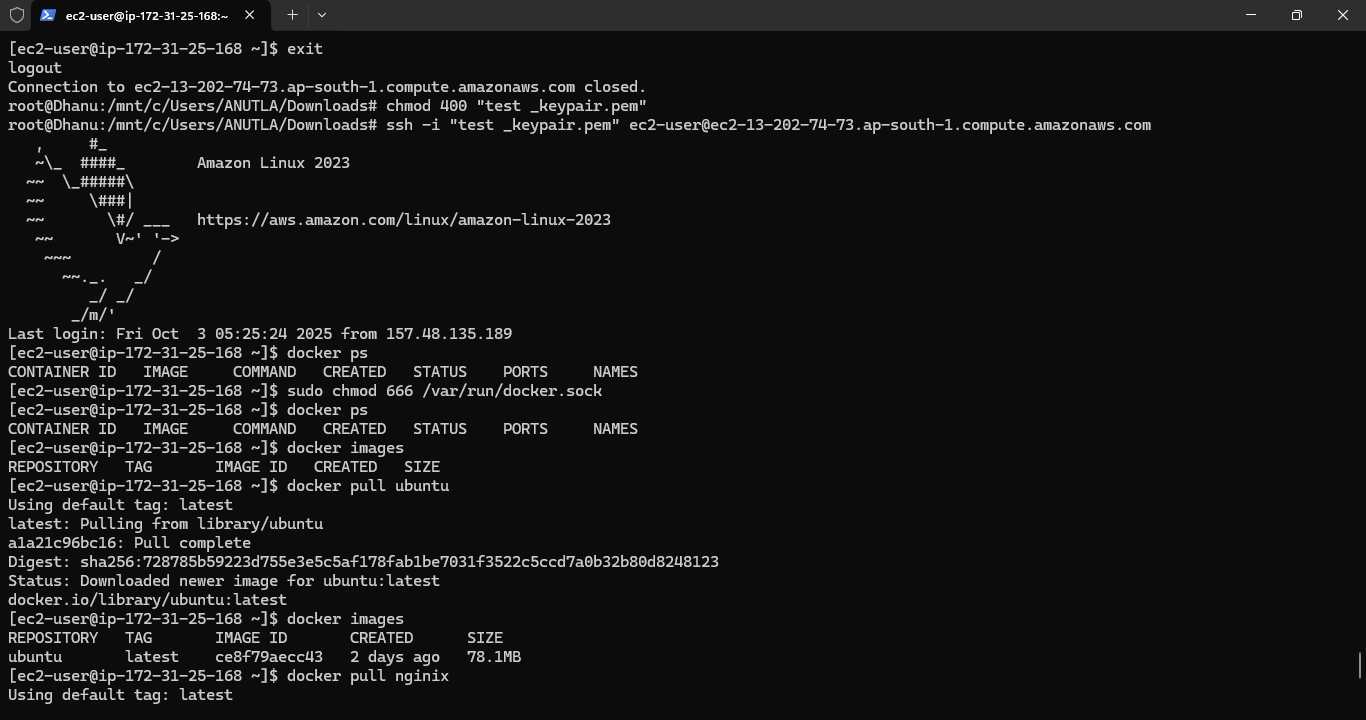 ec2-user@ip-172-31-25-168:~
[ec2-user@ip-172-31-25-168 ~]$ exit
logout
Connection to ec2-13-202-74-73.ap-south-1.compute.amazonaws.com closed.
root@Dhanu:/mnt/c/Users/ANUTLA/Downloads# chmod 400 "test _keypair.pem"
root@Dhanu:/mnt/c/Users/ANUTLA/Downloads# ssh -i "test _keypair.pem" ec2-user@ec2-13-202-74-73.ap-south-1.compute.amazonaws.com
   ,     #_
   ~\_  ####_        Amazon Linux 2023
  ~~  \_#####\
  ~~     \###|
  ~~       \#/ ___   https://aws.amazon.com/linux/amazon-linux-2023
   ~~       V~' '->
    ~~~         /
      ~~._.   _/
         _/ _/
       _/m/'
Last login: Fri Oct  3 05:25:24 2025 from 157.48.135.189
[ec2-user@ip-172-31-25-168 ~]$ docker ps
CONTAINER ID   IMAGE     COMMAND   CREATED   STATUS    PORTS     NAMES
[ec2-user@ip-172-31-25-168 ~]$ sudo chmod 666 /var/run/docker.sock
[ec2-user@ip-172-31-25-168 ~]$ docker ps
CONTAINER ID   IMAGE     COMMAND   CREATED   STATUS    PORTS     NAMES
[ec2-user@ip-172-31-25-168 ~]$ docker images
REPOSITORY   TAG       IMAGE ID   CREATED   SIZE
[ec2-user@ip-172-31-25-168 ~]$ docker pull ubuntu
Using default tag: latest
latest: Pulling from library/ubuntu
a1a21c96bc16: Pull complete
Digest: sha256:728785b59223d755e3e5c5af178fab1be7031f3522c5ccd7a0b32b80d8248123
Status: Downloaded newer image for ubuntu:latest
docker.io/library/ubuntu:latest
[ec2-user@ip-172-31-25-168 ~]$ docker images
REPOSITORY   TAG       IMAGE ID       CREATED      SIZE
ubuntu       latest    ce8f79aecc43   2 days ago   78.1MB
[ec2-user@ip-172-31-25-168 ~]$ docker pull nginix
Using default tag: latest